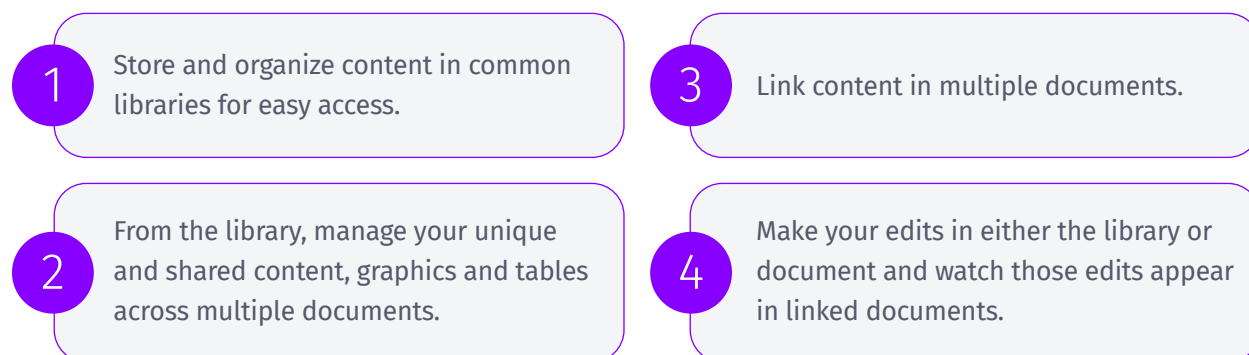 1
Store and organize content in common
libraries for easy access.
2
From the library, manage your unique
and shared content, graphics and tables
across multiple documents.
3
Link content in multiple documents.
4
Make your edits in either the library or
document and watch those edits appear
in linked documents.